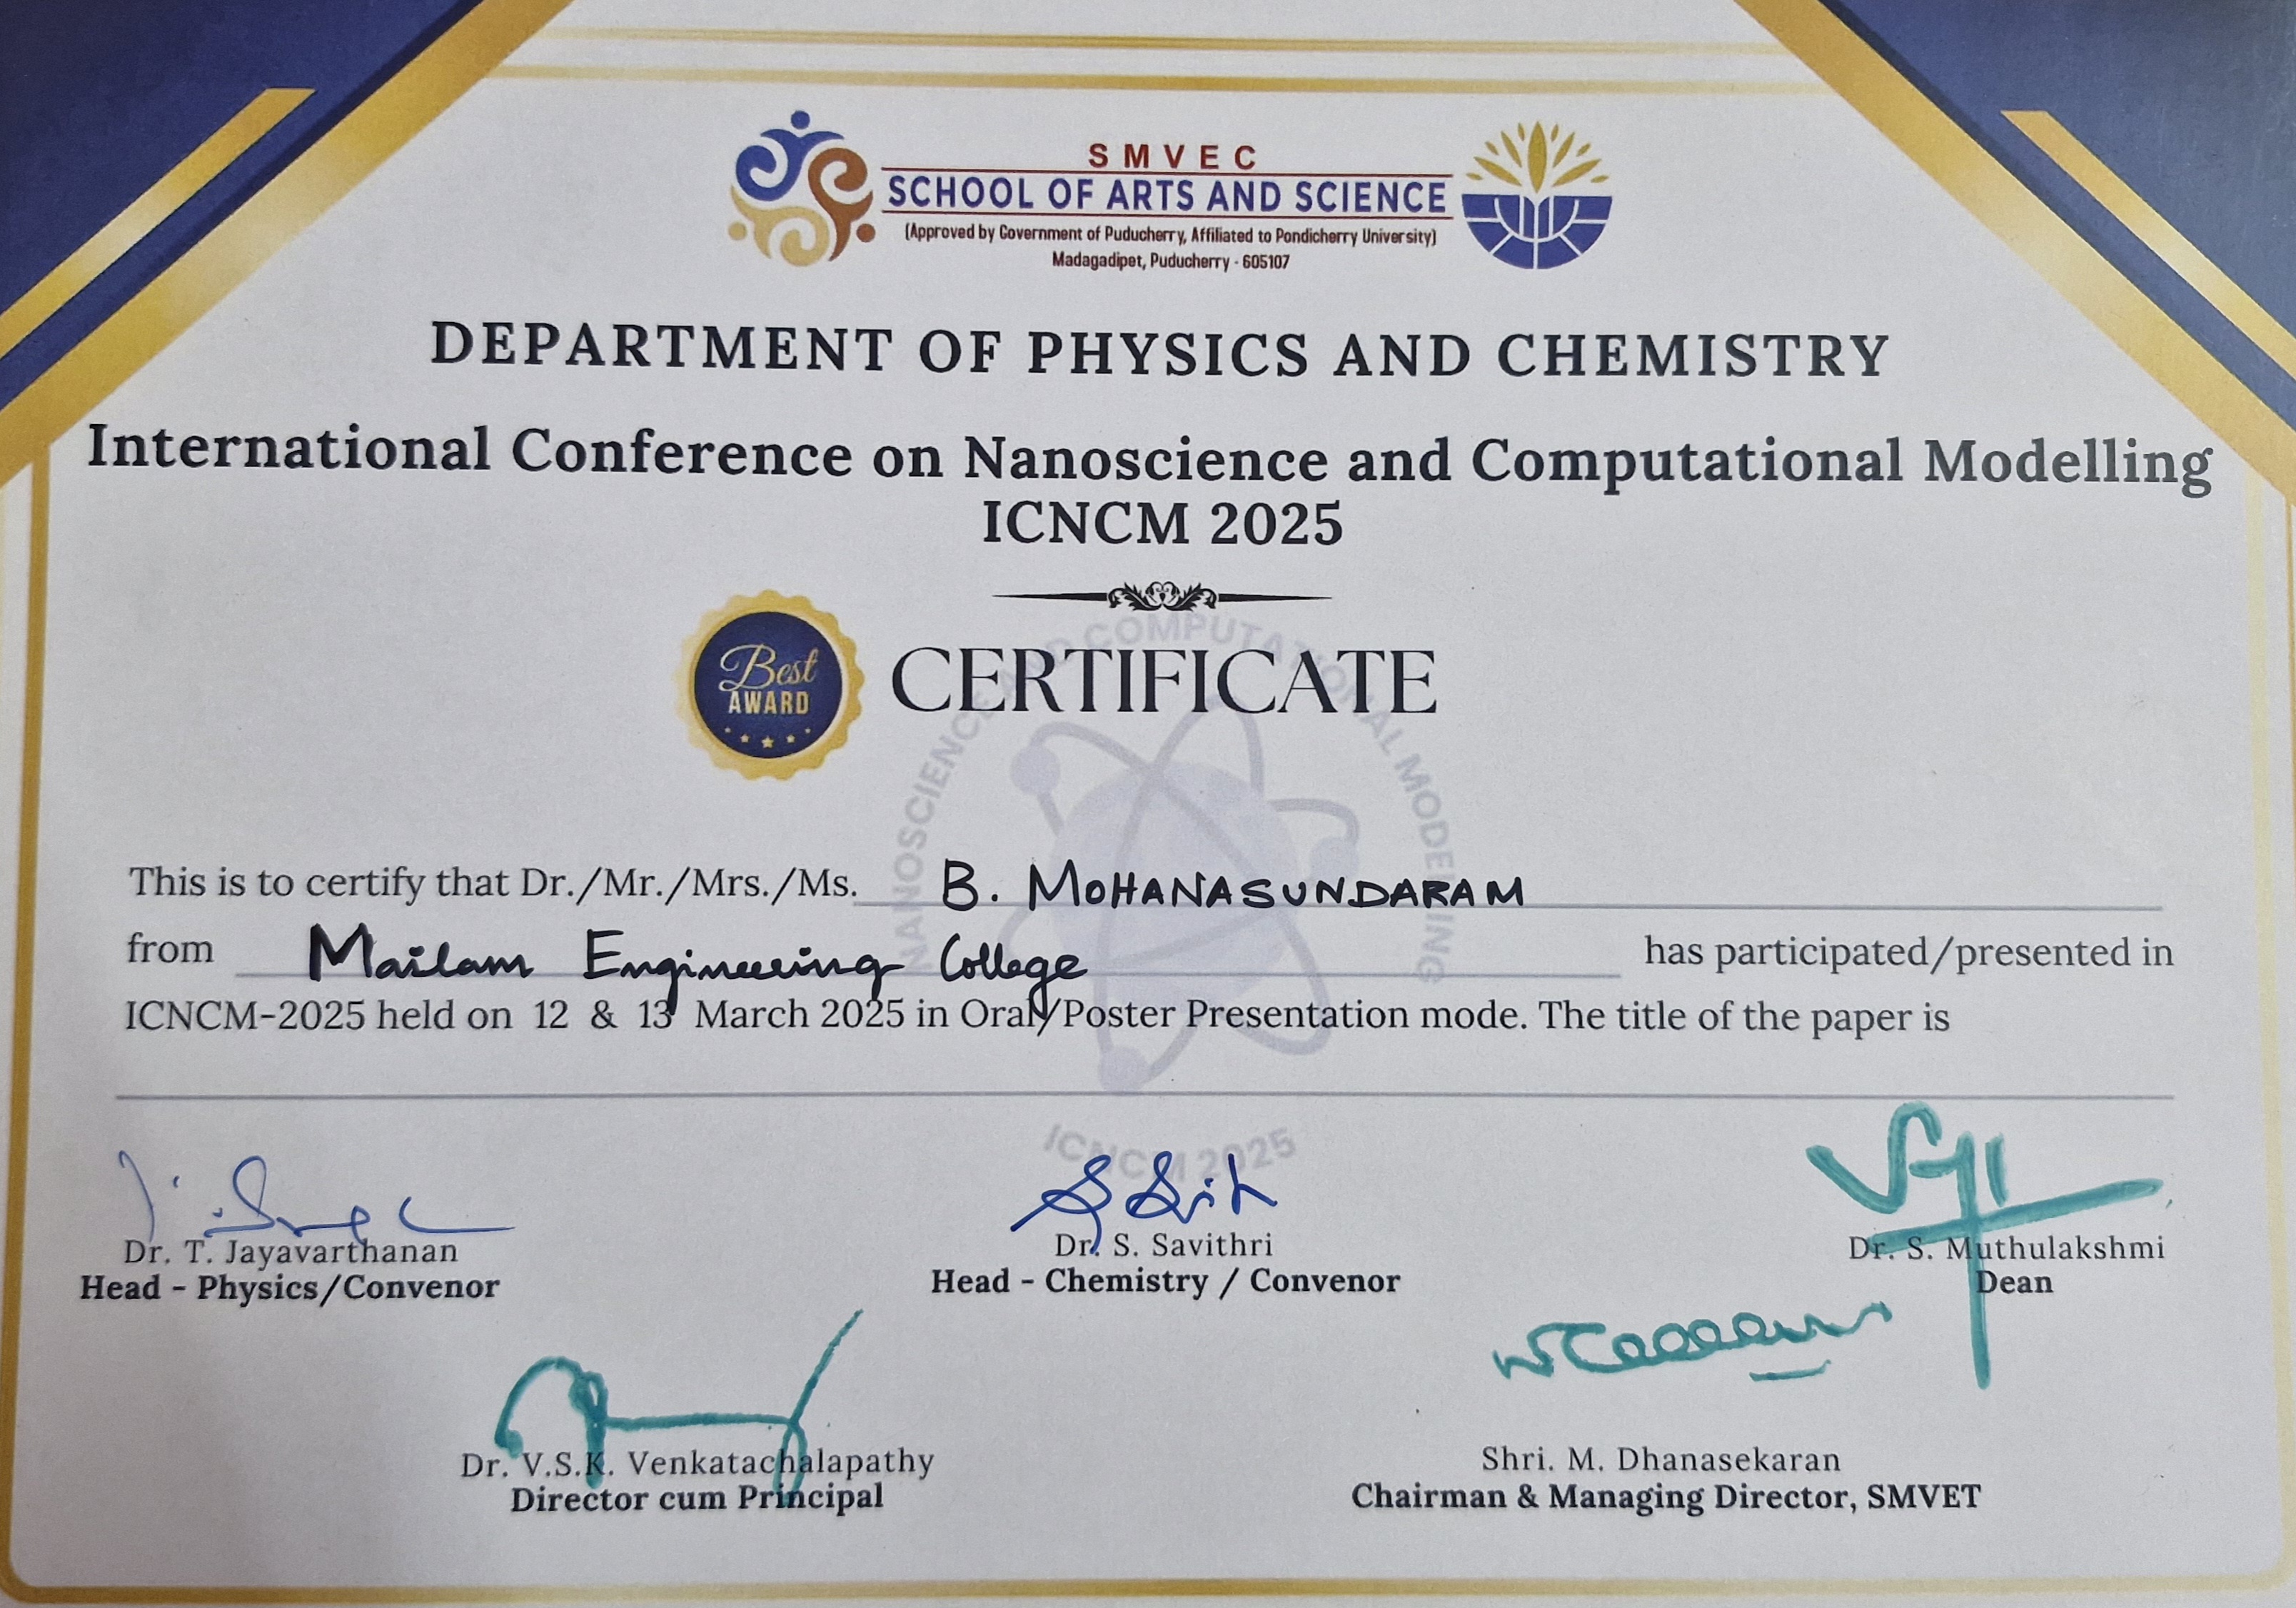 SMVEC
SCHOOL OF ARTS AND SCIENCE
(Approved by Government of Puducherry, Affiliated to Pondicherry University)
Madagadipet, Puducherry - 605107
DEPARTMENT OF PHYSICS AND CHEMISTRY
International Conference on Nanoscience and Computational Modelling
ICNCM 2025
Best
AWARD
CERTIFICATE
NANOSCIENCE AND COMPUTATIONAL MODELING
This is to certify that Dr./Mr./Mrs./Ms. B. MOHANASUNDARAM
from Mailam Engineering College has participated/presented in
ICNCM-2025 held on 12 & 13 March 2025 in Oral/Poster Presentation mode. The title of the paper is
ICNCM 2025
Dr. T. Jayavarthanan
Head - Physics/Convenor
Dr. S. Savithri
Head - Chemistry / Convenor
Dr. S. Muthulakshmi
Dean
Dr. V.S.K. Venkatachalapathy
Director cum Principal
Shri. M. Dhanasekaran
Chairman & Managing Director, SMVET